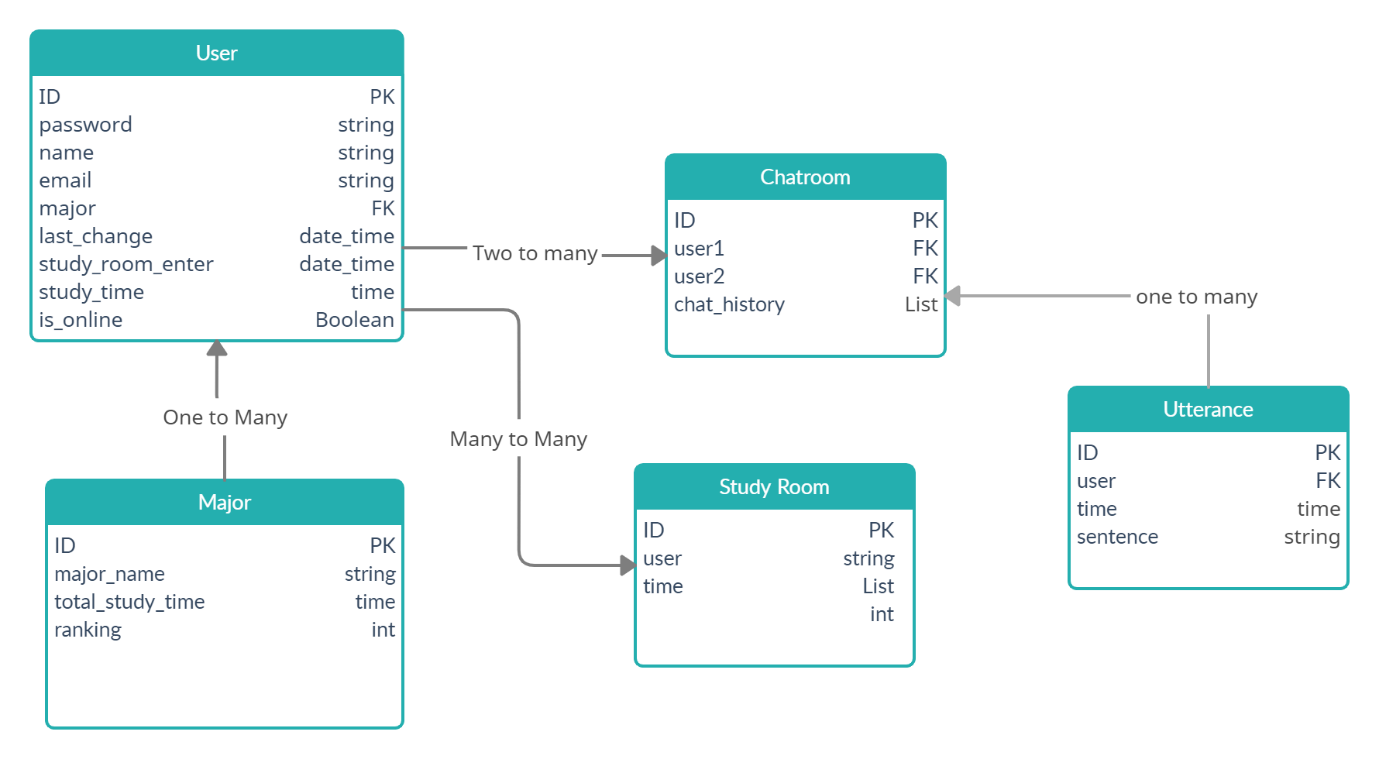 User
ID PK
password string
name string
email string
major FK
last_change date_time
study_room_enter date_time
study_time time
is_online Boolean
Two to many
Chatroom
ID PK
user1 FK
user2 FK
chat_history List
one to many
One to Many
Many to Many
Major
ID PK
major_name string
total_study_time time
ranking int
Study Room
ID PK
user string
time List
int
Utterance
ID PK
user FK
time time
sentence string